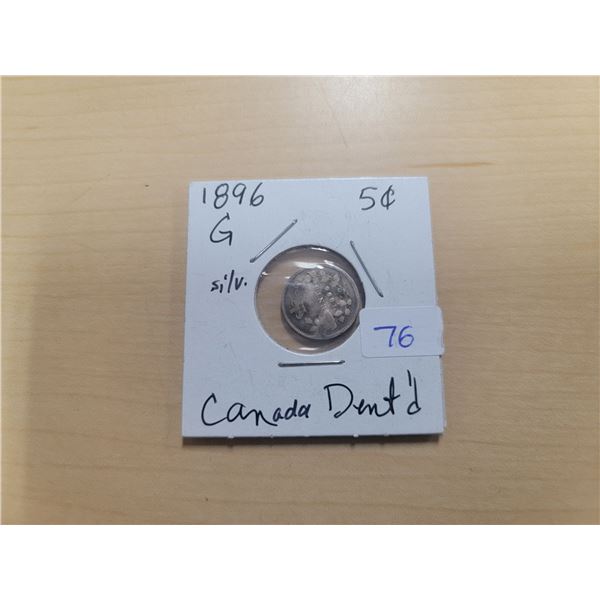 1896 5¢
G
silv.
76
Canada Dent'd